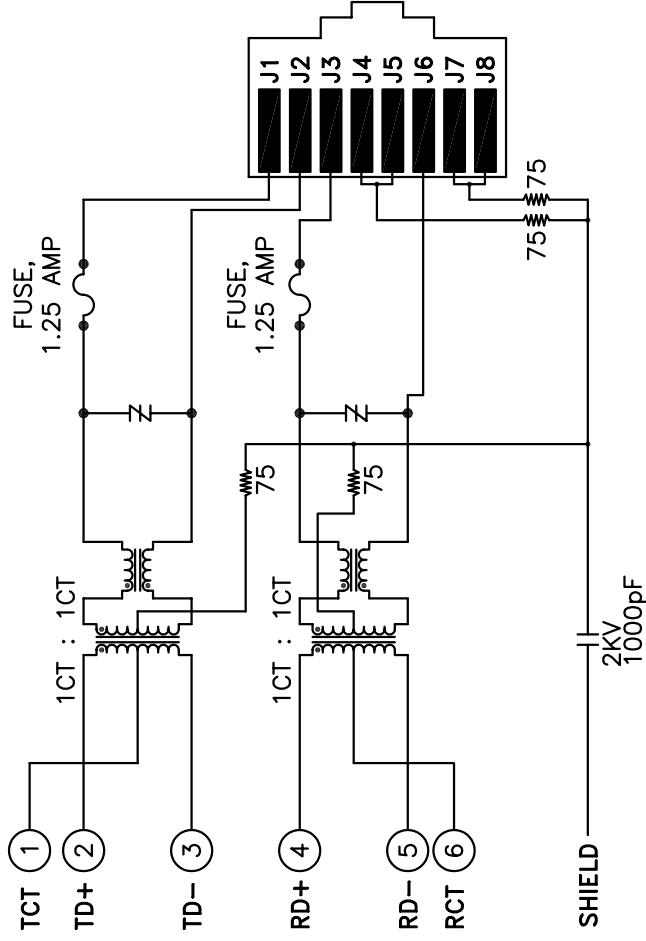 J1
J2
J3
J4
J5
J6
J7
J8
75
75
FUSE,
1.25 AMP
FUSE,
1.25 AMP
75
75
1CT : 1CT
1CT : 1CT
2KV
1000pF
1
2
3
4
5
6
TCT
TD+
TD-
RD+
RD-
RCT
SHIELD